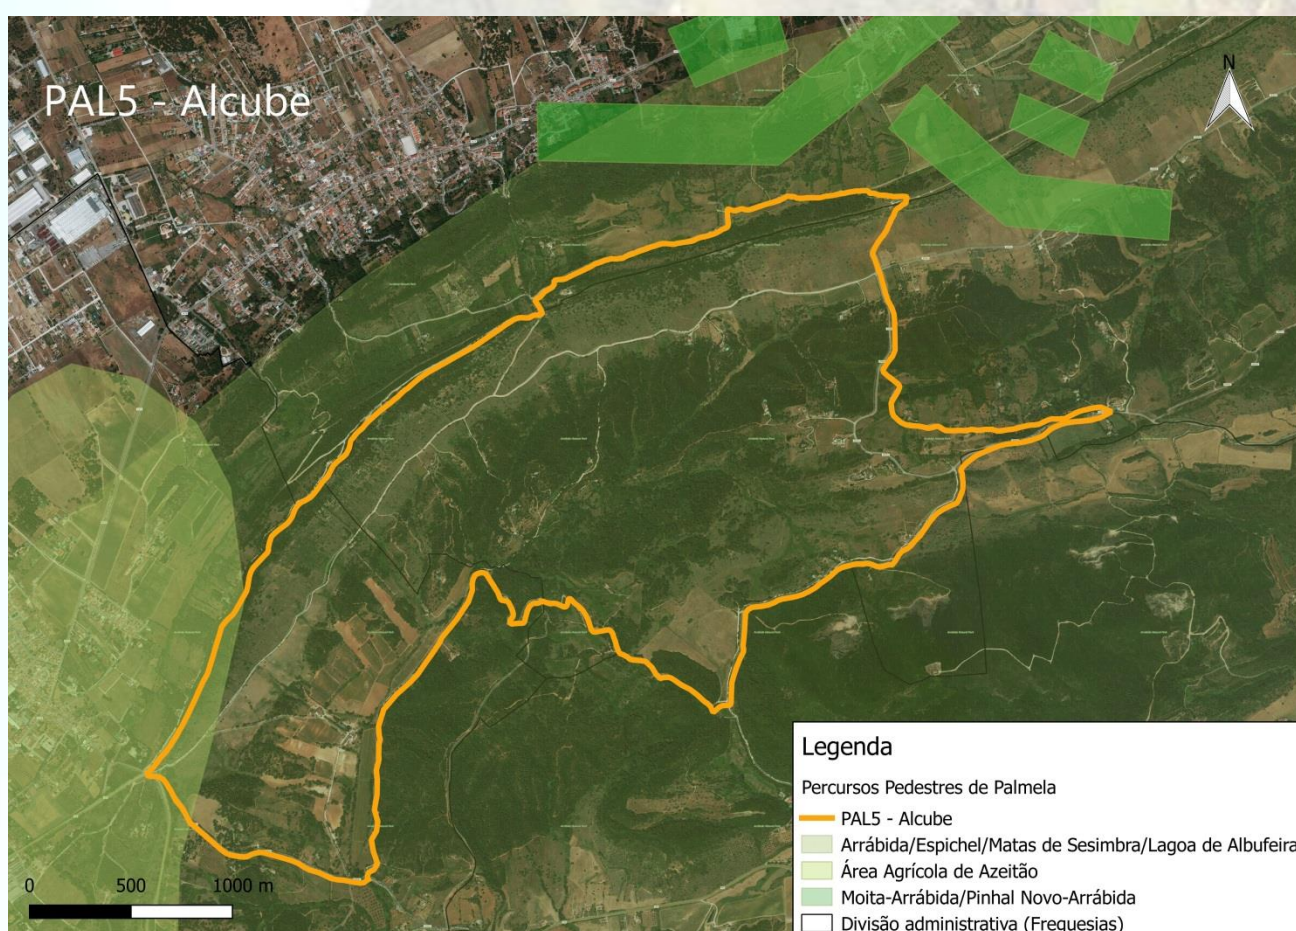 PAL5 - Alcube
N
0 500 1000 m
Legenda
Percursos Pedestres de Palmela
PAL5 - Alcube
Arrábida/Espichel/Matas de Sesimbra/Lagoa de Albufeira
Área Agrícola de Azeitão
Moita-Arrábida/Pinhal Novo-Arrábida
Divisão administrativa (Freguesias)